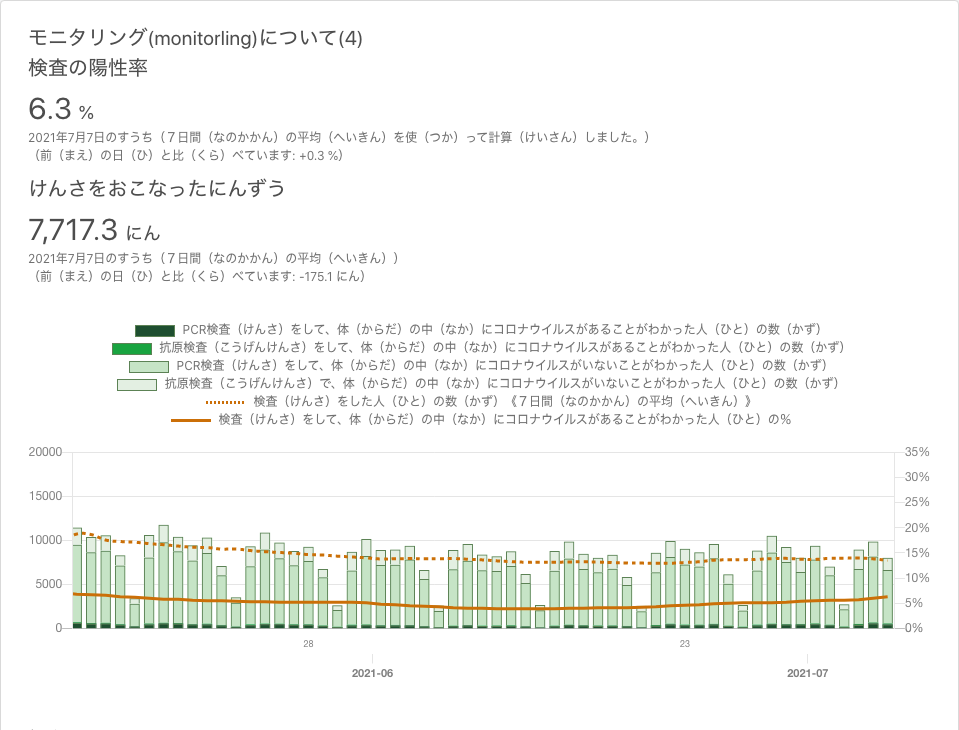 モニタリング(monitorling)について(4)
検査の陽性率
6.3 %
2021年7月7日のすうち（７日間（なのかかん）の平均（へいきん）を使（つか）って計算（けいさん）しました。）
（前（まえ）の日（ひ）と比（くら）べています: +0.3 %）
けんさをおこなったにんずう
7,717.3 にん
2021年7月7日のすうち（７日間（なのかかん）の平均（へいきん））
（前（まえ）の日（ひ）と比（くら）べています: -175.1 にん）
PCR検査（けんさ）をして、体（からだ）の中（なか）にコロナウイルスがあることがわかった人（ひと）の数（かず）
抗原検査（こうげんけんさ）をして、体（からだ）の中（なか）にコロナウイルスがあることがわかった人（ひと）の数（かず）
PCR検査（けんさ）をして、体（からだ）の中（なか）にコロナウイルスがいないことがわかった人（ひと）の数（かず）
抗原検査（こうげんけんさ）で、体（からだ）の中（なか）にコロナウイルスがいないことがわかった人（ひと）の数（かず）
検査（けんさ）をした人（ひと）の数（かず）《７日間（なのかかん）の平均（へいきん）》
検査（けんさ）をして、体（からだ）の中（なか）にコロナウイルスがあることがわかった人（ひと）の%
20000 35%
30%
15000
25%
20%
10000
15%
10%
5000
5%
0 0%
28 23
2021-06 2021-07